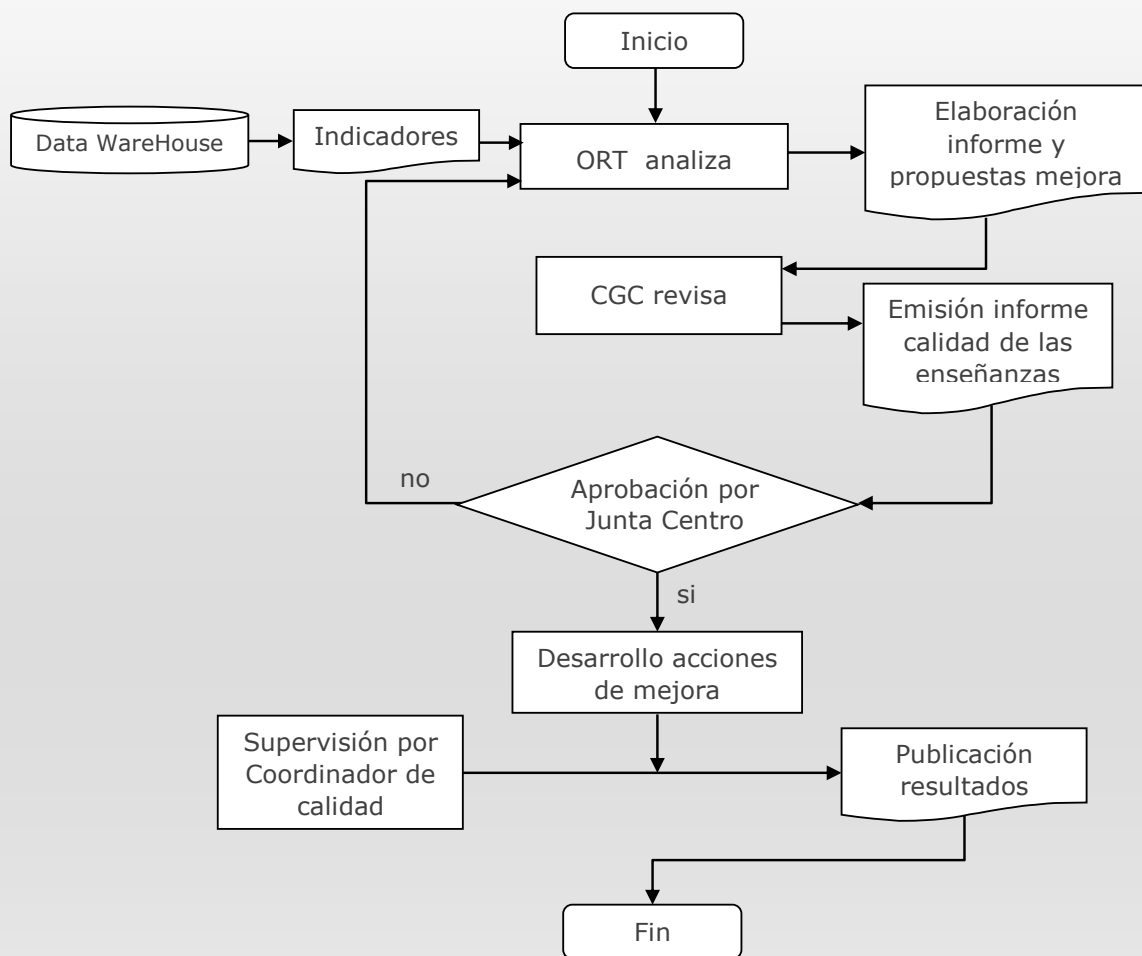 Inicio
Data WareHouse
Indicadores
ORT analiza
Elaboración
informe y
propuestas mejora
CGC revisa
Emisión informe
calidad de las
enseñanzas
no
Aprobación por
Junta Centro
si
Desarrollo acciones
de mejora
Supervisión por
Coordinador de
calidad
Publicación
resultados
Fin